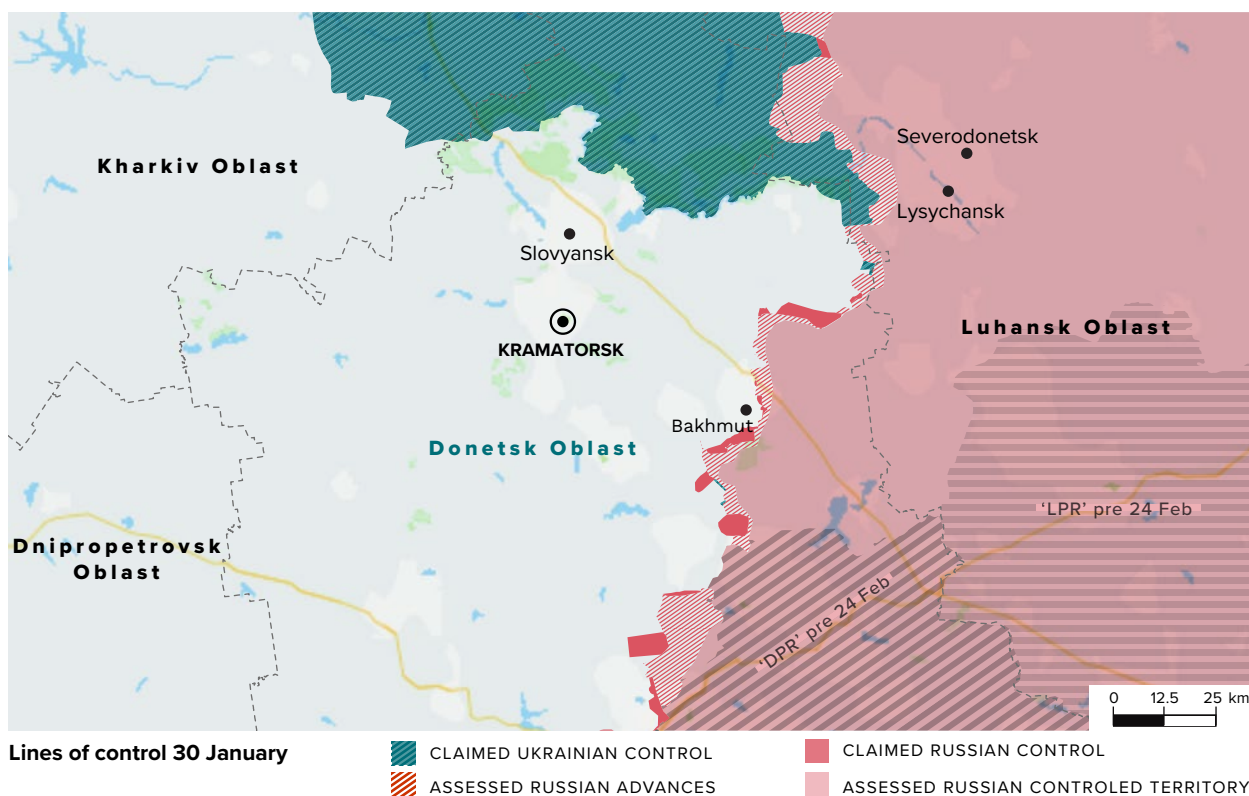 Severodonetsk
Kharkiv Oblast
Lysychansk
Slovyansk
Luhansk Oblast
KRAMATORSK
Bakhmut
Donetsk Oblast
'LPR' pre 24 Feb
Dnipropetrovsk
Oblast
'DPR' pre 24 Feb
0 12.5 25 km
Lines of control 30 January
CLAIMED UKRAINIAN CONTROL
CLAIMED RUSSIAN CONTROL
ASSESSED RUSSIAN ADVANCES
ASSESSED RUSSIAN CONTROLED TERRITORY